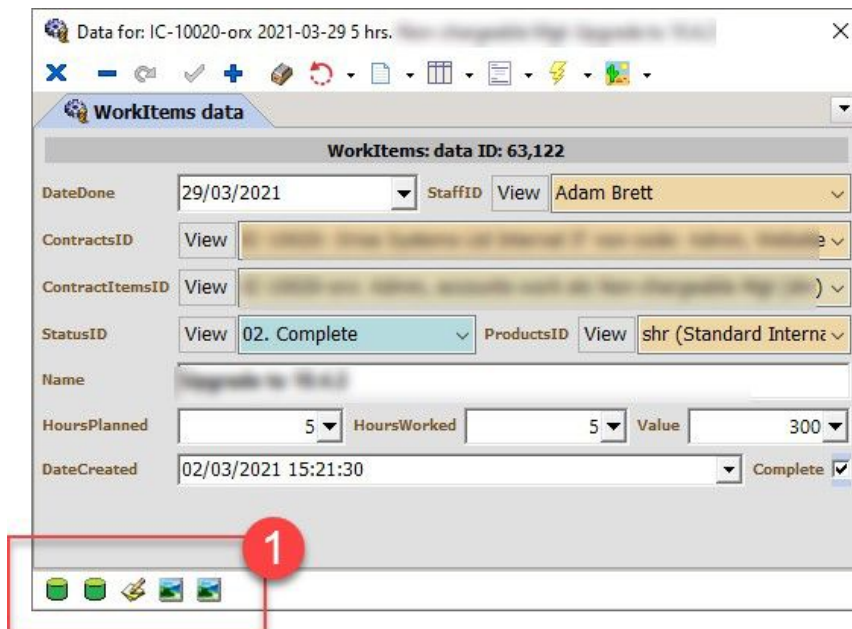 Data for: IC-10020-orx 2021-03-29 5 hrs.
WorkItems data
WorkItems: data ID: 63,122
DateDone 29/03/2021 StaffID View Adam Brett
ContractsID View
ContractItemsID View )
StatusID View 02. Complete ProductsID View shr (Standard Interna
Name
HoursPlanned 5 HoursWorked 5 Value 300
DateCreated 02/03/2021 15:21:30 Complete
1